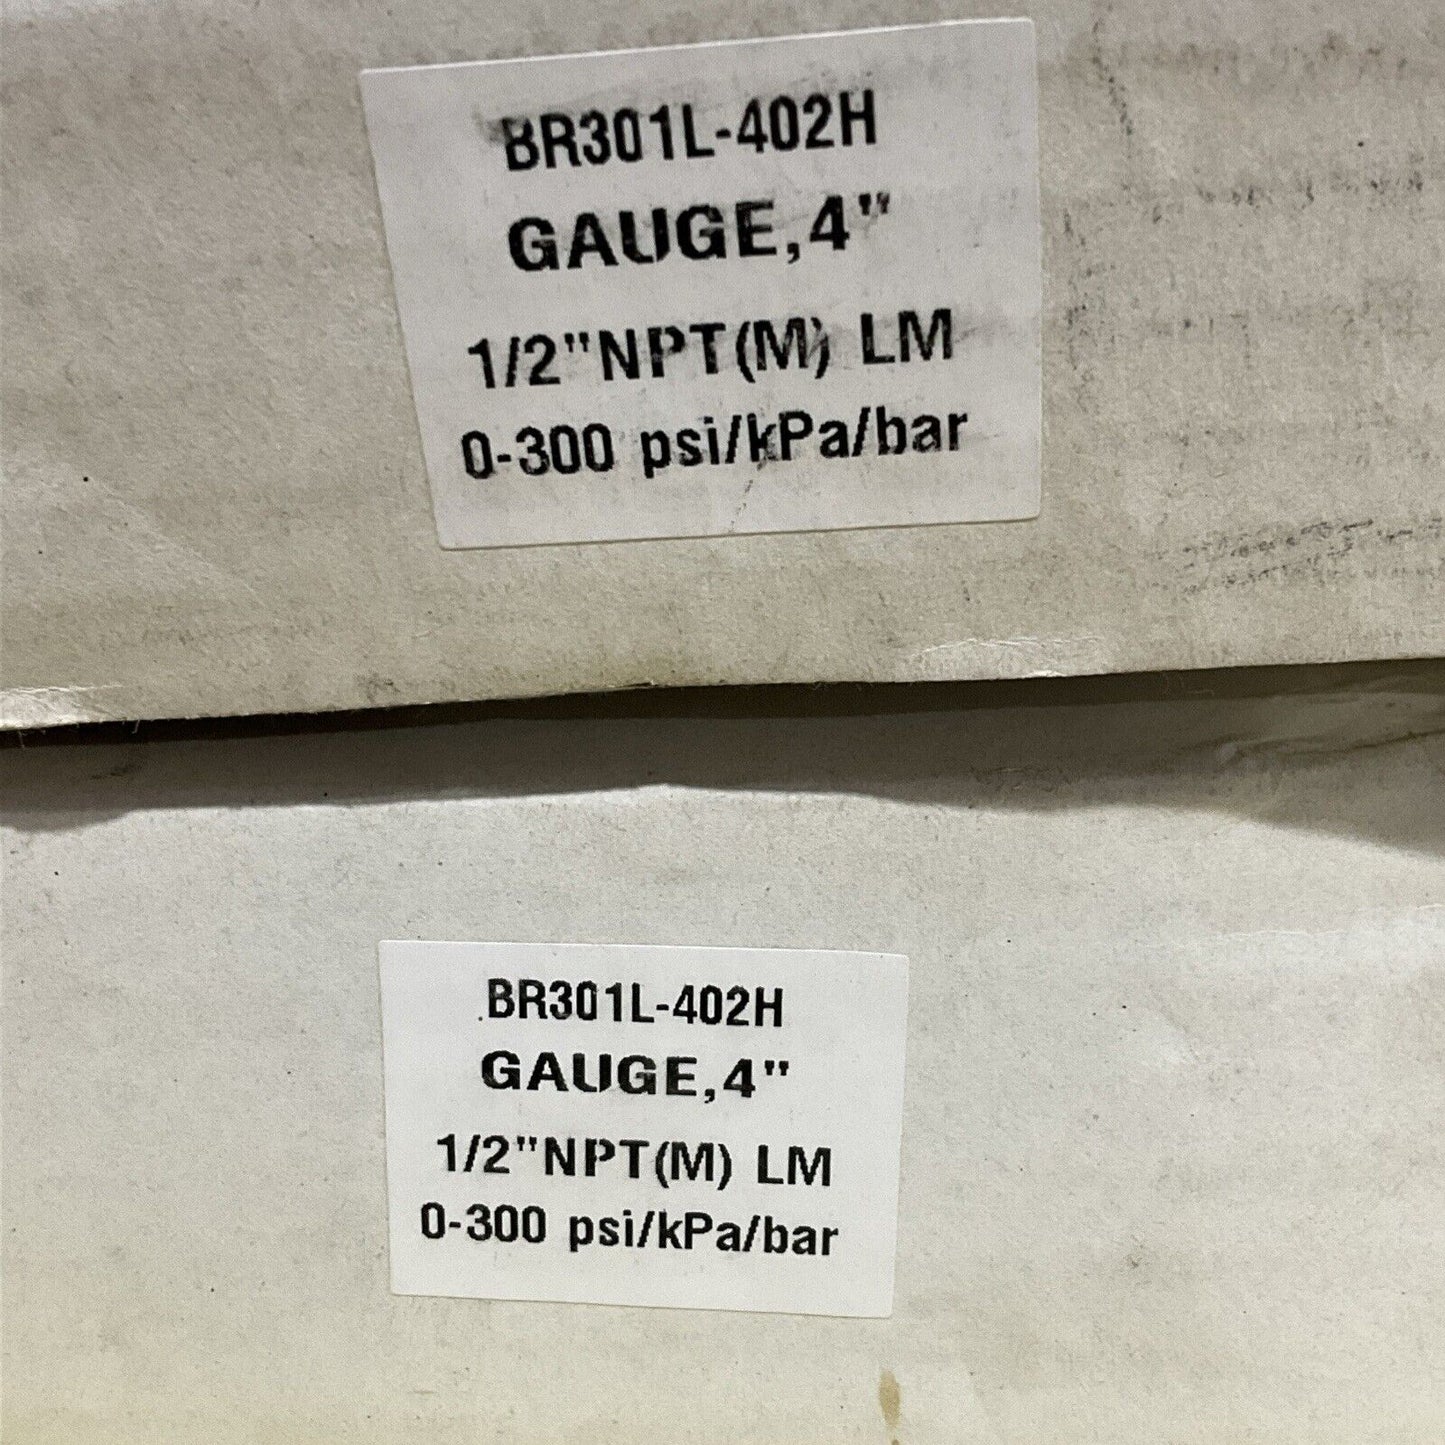 BR301L-402H
GAUGE,4"
1/2"NPT(M) LM
0-300 psi/kPa/bar
BR301L-402H
GAUGE,4"
1/2"NPT(M) LM
0-300 psi/kPa/bar